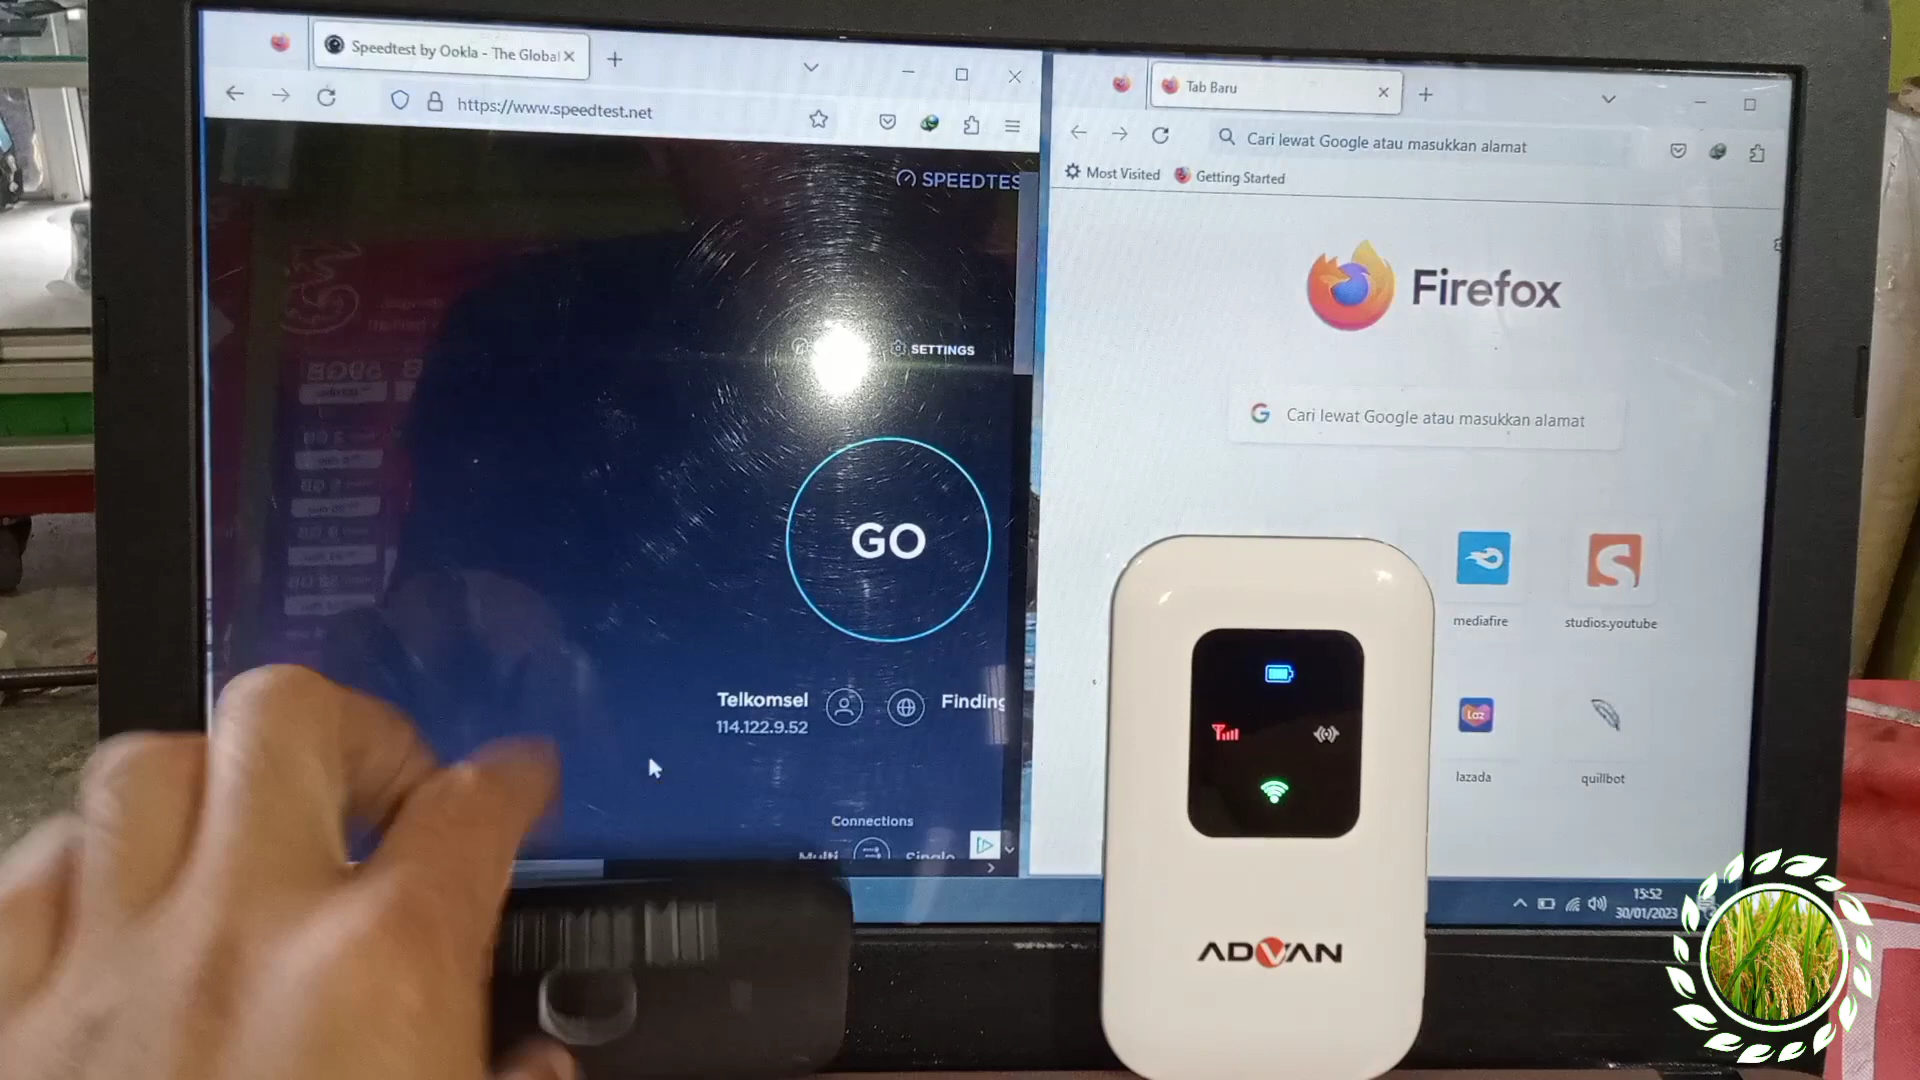 Speedtest by Ookla - The Global
https://www.speedtest.net
SPEEDTES
SETTINGS
GO
Telkomsel
114.122.9.52
Finding
Connections
Multi
Single
Tab Baru
Cari lewat Google atau masukkan alamat
Most Visited
Getting Started
Firefox
Cari lewat Google atau masukkan alamat
mediafire
studios.youtube
Laz
lazada
quillbot
15:52
30/01/2023
ADVAN